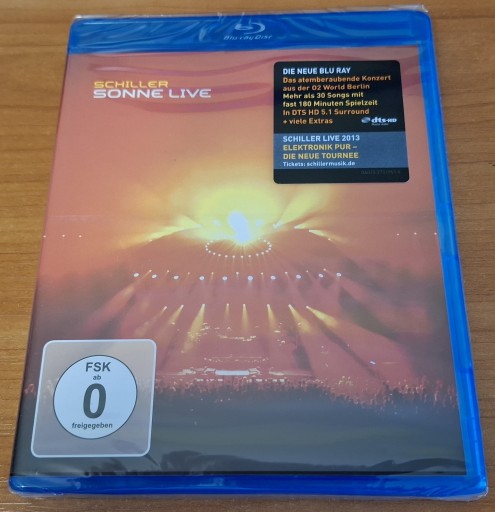 Blu-ray Disc
SCHILLER
SONNE LIVE
DIE NEUE BLU RAY
Das atemberaubende Konzert
aus der O2 World Berlin
Mehr als 30 Songs mit
fast 180 Minuten Spielzeit
In DTS HD 5.1 Surround
+ viele Extras
dts-HD
SCHILLER LIVE 2013
ELEKTRONIK PUR –
DIE NEUE TOURNEE
Tickets: schillermusik.de
FSK
ab
0
freigegeben